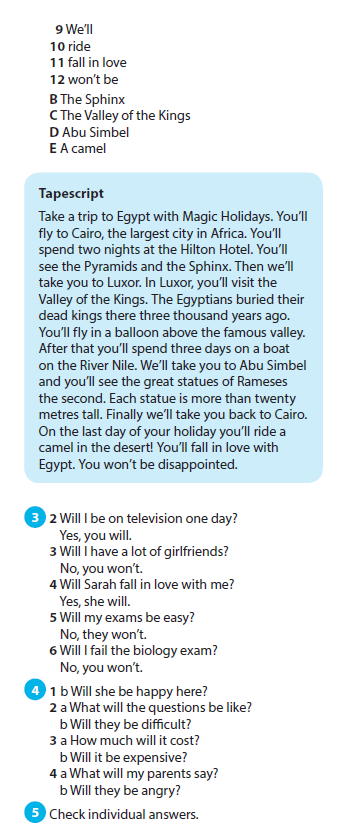 9 We'll
10 ride
11 fall in love
12 won't be
B The Sphinx
C The Valley of the Kings
D Abu Simbel
E A camel
Tapescript
Take a trip to Egypt with Magic Holidays. You'll
fly to Cairo, the largest city in Africa. You'll
spend two nights at the Hilton Hotel. You'll
see the Pyramids and the Sphinx. Then we'll
take you to Luxor. In Luxor, you'll visit the
Valley of the Kings. The Egyptians buried their
dead kings there three thousand years ago.
You'll fly in a balloon above the famous valley.
After that you'll spend three days on a boat
on the River Nile. We'll take you to Abu Simbel
and you'll see the great statues of Rameses
the second. Each statue is more than twenty
metres tall. Finally we'll take you back to Cairo.
On the last day of your holiday you'll ride a
camel in the desert! You'll fall in love with
Egypt. You won't be disappointed.
3 2 Will I be on television one day?
Yes, you will.
3 Will I have a lot of girlfriends?
No, you won't.
4 Will Sarah fall in love with me?
Yes, she will.
5 Will my exams be easy?
No, they won't.
6 Will I fail the biology exam?
No, you won't.
4 1 b Will she be happy here?
2 a What will the questions be like?
b Will they be difficult?
3 a How much will it cost?
b Will it be expensive?
4 a What will my parents say?
b Will they be angry?
5 Check individual answers.